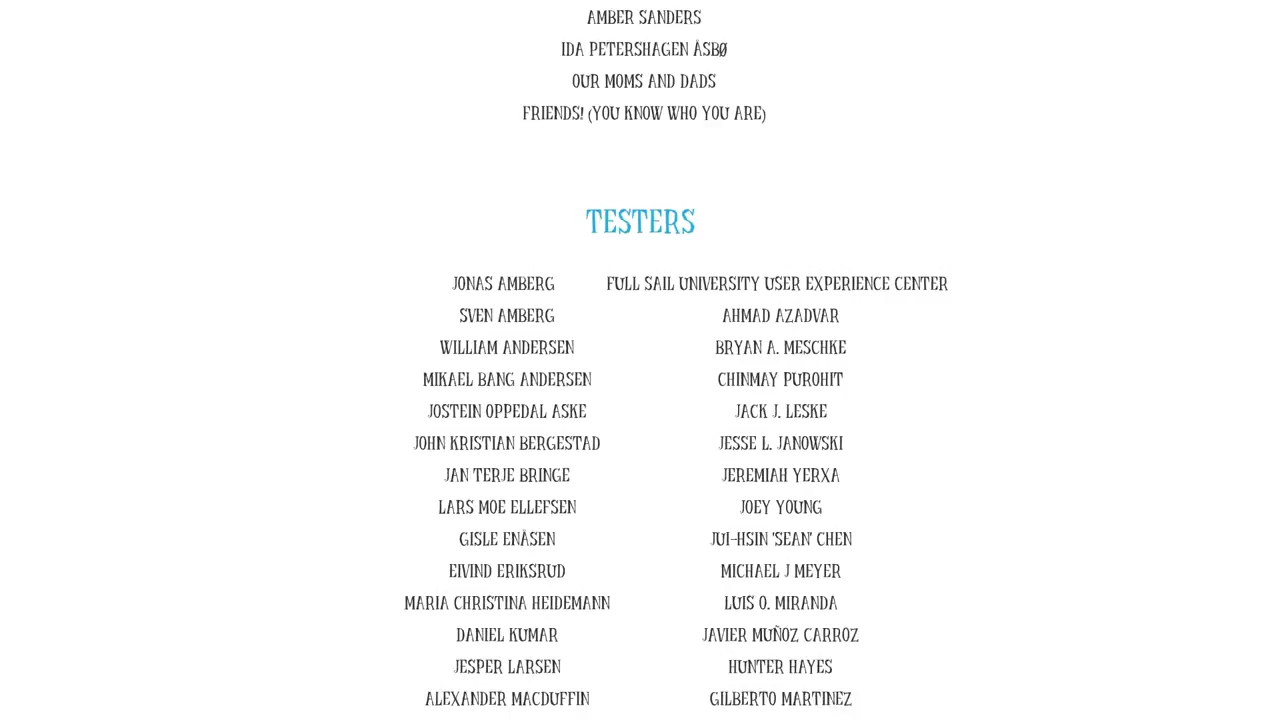 AMBER SANDERS
IDA PETERSHAGEN ÅSBØ
OUR MOMS AND DADS
FRIENDS! (YOU KNOW WHO YOU ARE)
TESTERS
JONAS AMBERG
SVEN AMBERG
WILLIAM ANDERSEN
MIKAEL BANG ANDERSEN
JOSTEIN OPPEDAL ASKE
JOHN KRISTIAN BERGESTAD
JAN TERJE BRINGE
LARS MOE ELLEFSEN
GISLE ENÅSEN
EIVIND ERIKSRUD
MARIA CHRISTINA HEIDEMANN
DANIEL KUMAR
JESPER LARSEN
ALEXANDER MACDUFFIN
FULL SAIL UNIVERSITY USER EXPERIENCE CENTER
AHMAD AZADVAR
BRYAN A. MESCHKE
CHINMAY PUROHIT
JACK J. LESKE
JESSE L. JANOWSKI
JEREMIAH YERXA
JOEY YOUNG
JUI-HSIN 'SEAN' CHEN
MICHAEL J MEYER
LUIS O. MIRANDA
JAVIER MUÑOZ CARROZ
HUNTER HAYES
GILBERTO MARTINEZ